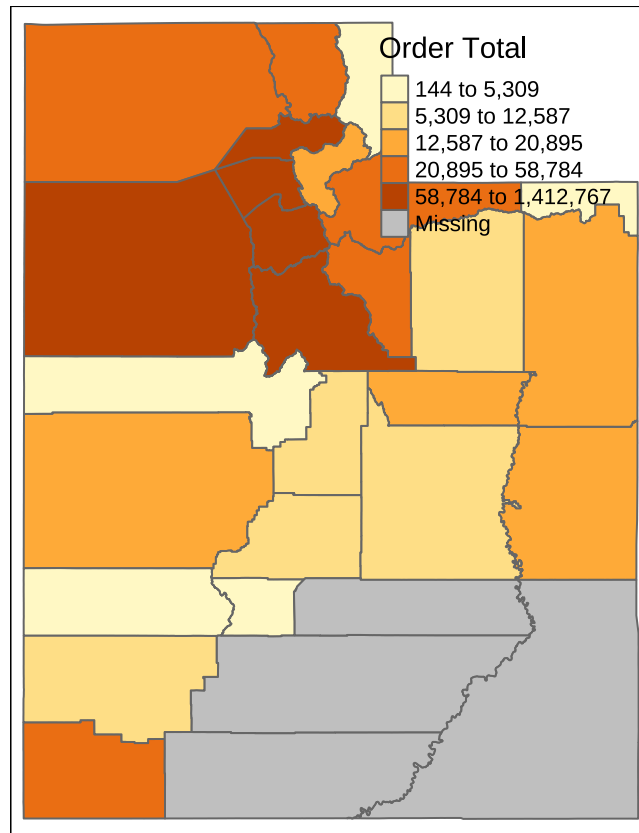 Order Total
144 to 5,309
5,309 to 12,587
12,587 to 20,895
20,895 to 58,784
58,784 to 1,412,767
Missing